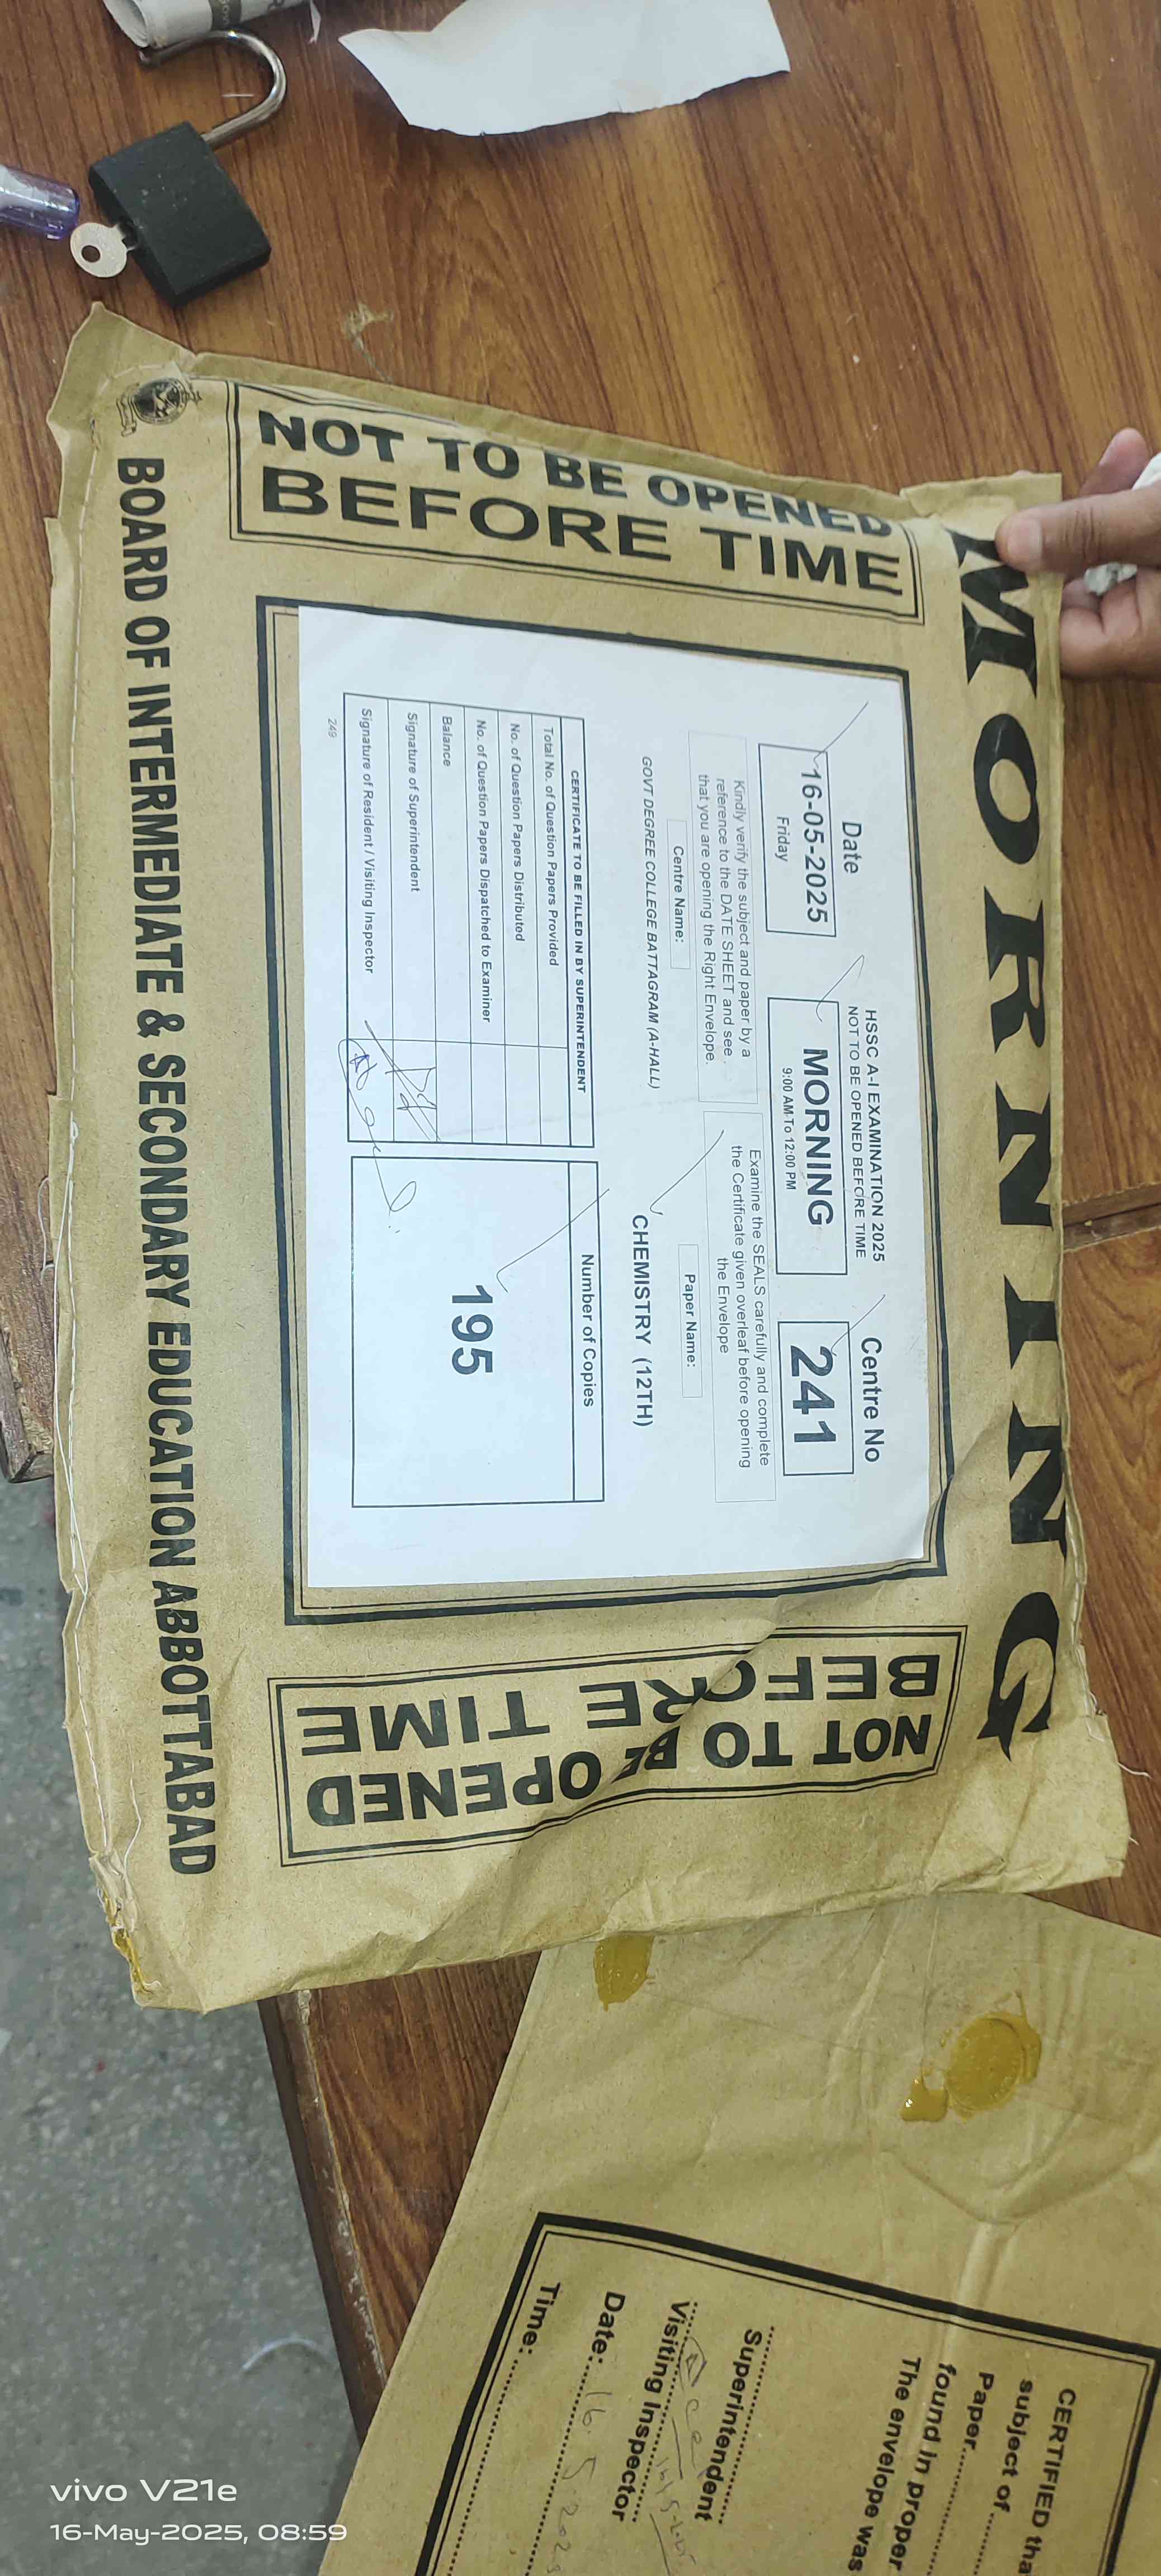 MORNING
NOT TO BE OPENED
BEFORE TIME
Date
16-05-2025
Friday
HSSC A-I EXAMINATION 2025
NOT TO BE OPENED BEFORE TIME
MORNING
9:00 AM To 12:00 PM
Centre No
241
Kindly verify the subject and paper by a
reference to the DATE SHEET and see
that you are opening the Right Envelope.
Examine the SEALS carefully and complete
the Certificate given overleaf before opening
the Envelope
Centre Name:
GOVT DEGREE COLLEGE BATTAGRAM (A-HALL)
Paper Name:
CHEMISTRY (12TH)
CERTIFICATE TO BE FILLED IN BY SUPERINTENDENT
Total No. of Question Papers Provided
No. of Question Papers Distributed
No. of Question Papers Dispatched to Examiner
Balance
Signature of Superintendent
Signature of Resident / Visiting Inspector
Number of Copies
195
249
NOT TO BE OPENED
BEFORE TIME
BOARD OF INTERMEDIATE & SECONDARY EDUCATION ABBOTTABAD
CERTIFIED tha
subject of
Paper
found in proper
The envelope was
Superintendent
Visiting Inspector
Date: 16.5.202
Time:
vivo V21e
16-May-2025, 08:59